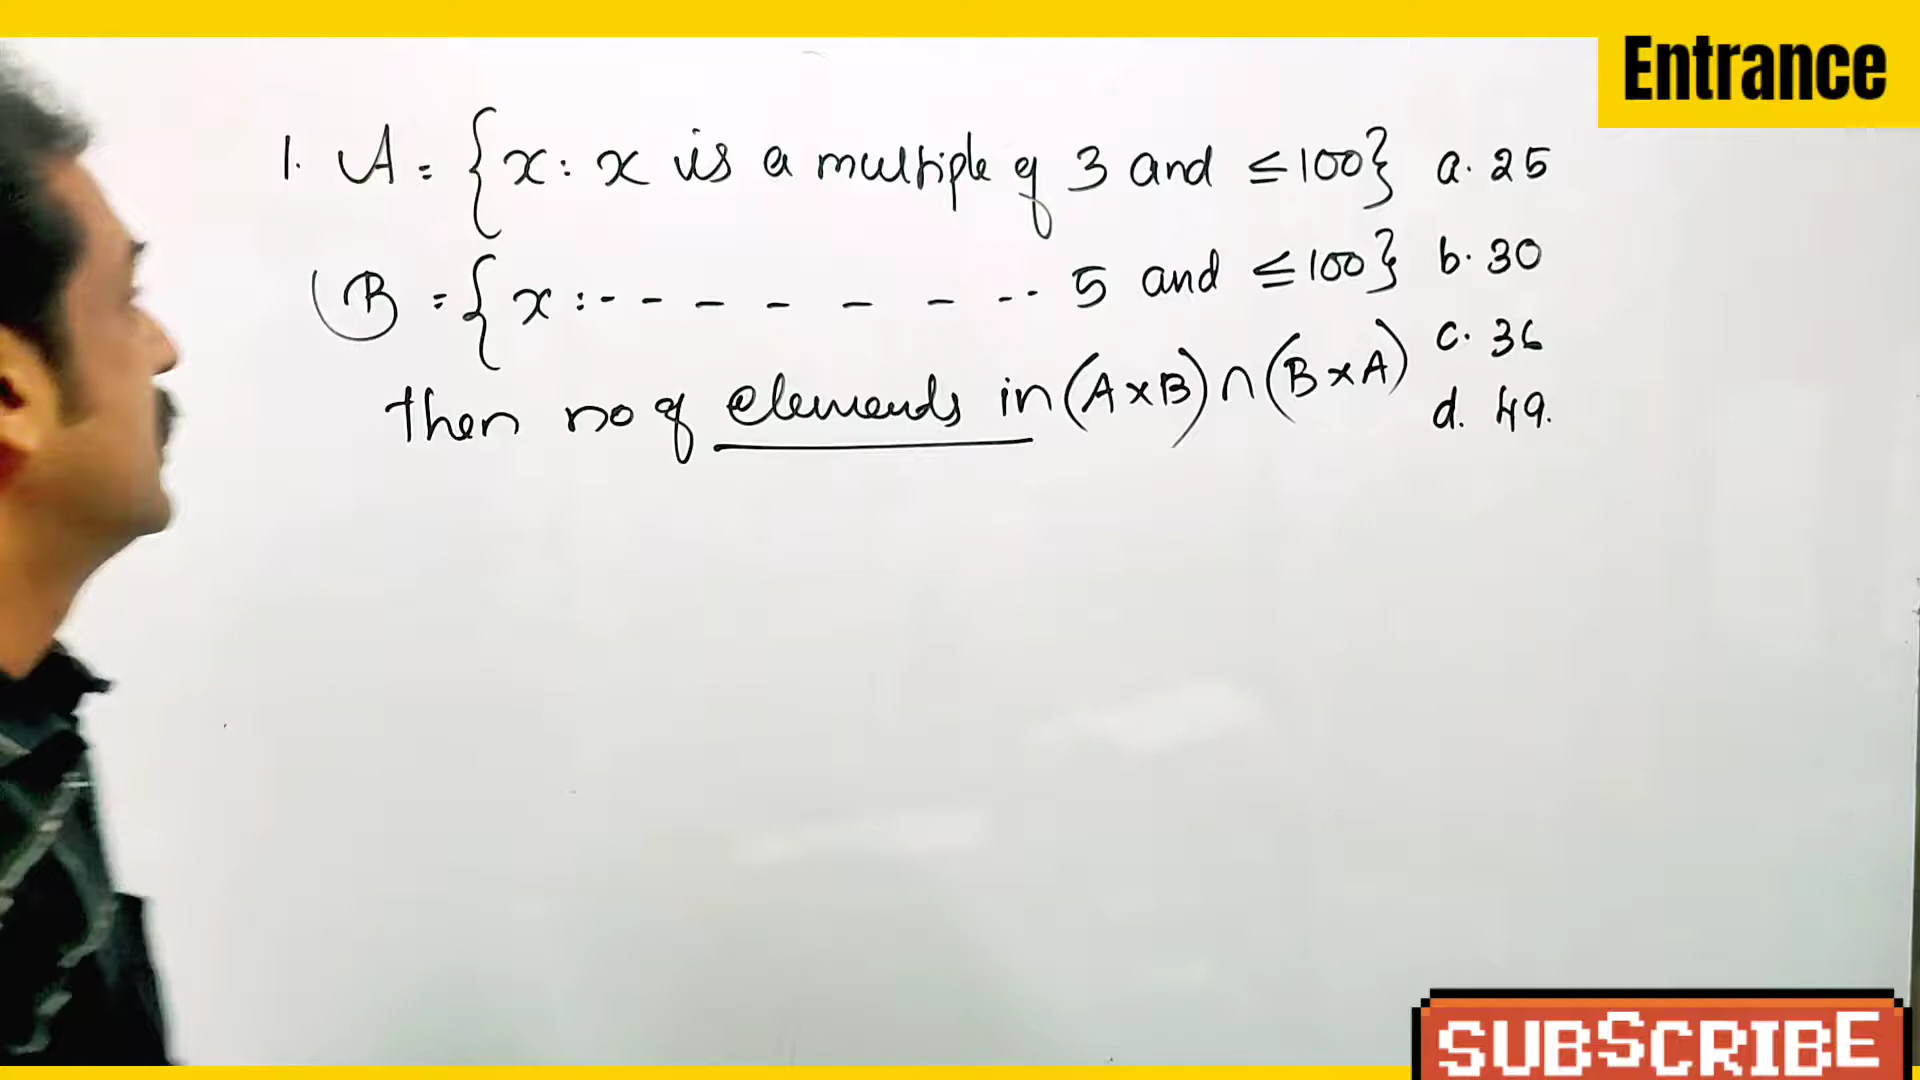 Entrance
1. A = {x : x is a multiple of 3 and ≤ 100} a. 25
B = {x : - - - - - - - - 5 and ≤ 100} b. 30
c. 36
then no of elements in (A × B) ∩ (B × A)
d. 49.
SUBSCRIBE